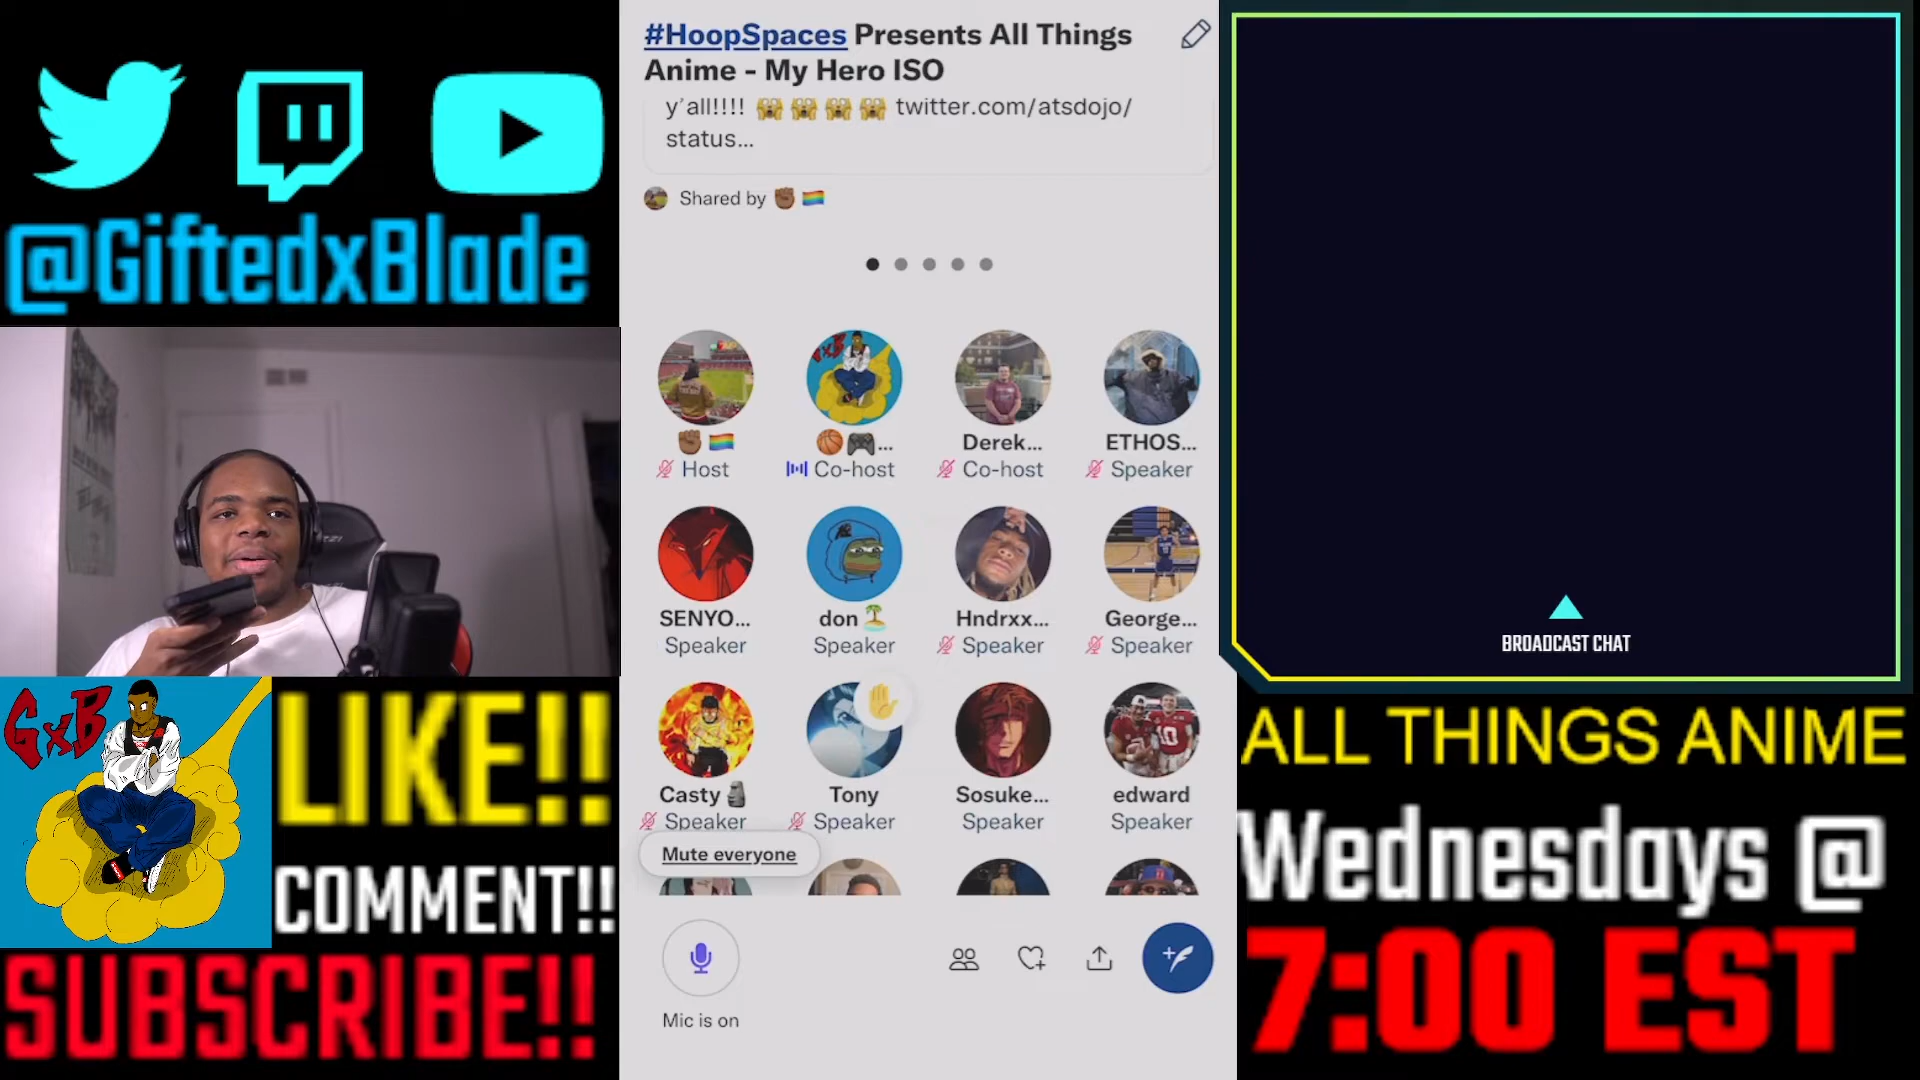 @GiftedxBlade
GxB
LIKE!!
COMMENT!!
SUBSCRIBE!!
#HoopSpaces Presents All Things
Anime - My Hero ISO
y'all!!!! 🙀 🙀 🙀 🙀 twitter.com/atsdojo/
status...
Shared by ✊🏾 🏳️‍🌈
✊🏾 🏳️‍🌈
Host
🏀🎮...
Co-host
Derek...
Co-host
ETHOS...
Speaker
SENYO...
Speaker
don 🏝️
Speaker
Hndrxx...
Speaker
George...
Speaker
Casty 🗿
Speaker
Tony
Speaker
Sosuke...
Speaker
edward
Speaker
Mute everyone
Mic is on
BROADCAST CHAT
ALL THINGS ANIME
Wednesdays @
7:00 EST